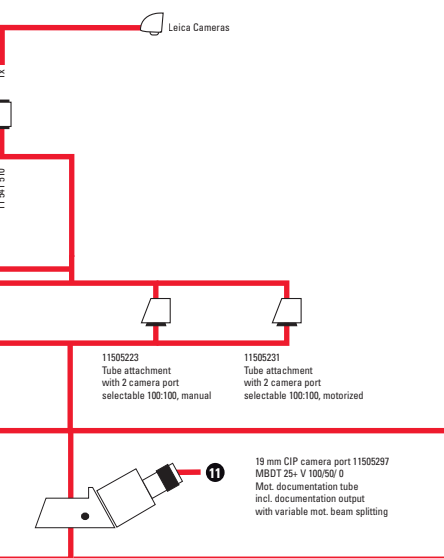 Leica Cameras
1x
11505223
Tube attachment
with 2 camera port
selectable 100:100, manual
11505231
Tube attachment
with 2 camera port
selectable 100:100, motorized
11
19 mm CIP camera port 11505297
MBDT 25+ V 100/50/ 0
Mot. documentation tube
incl. documentation output
with variable mot. beam splitting